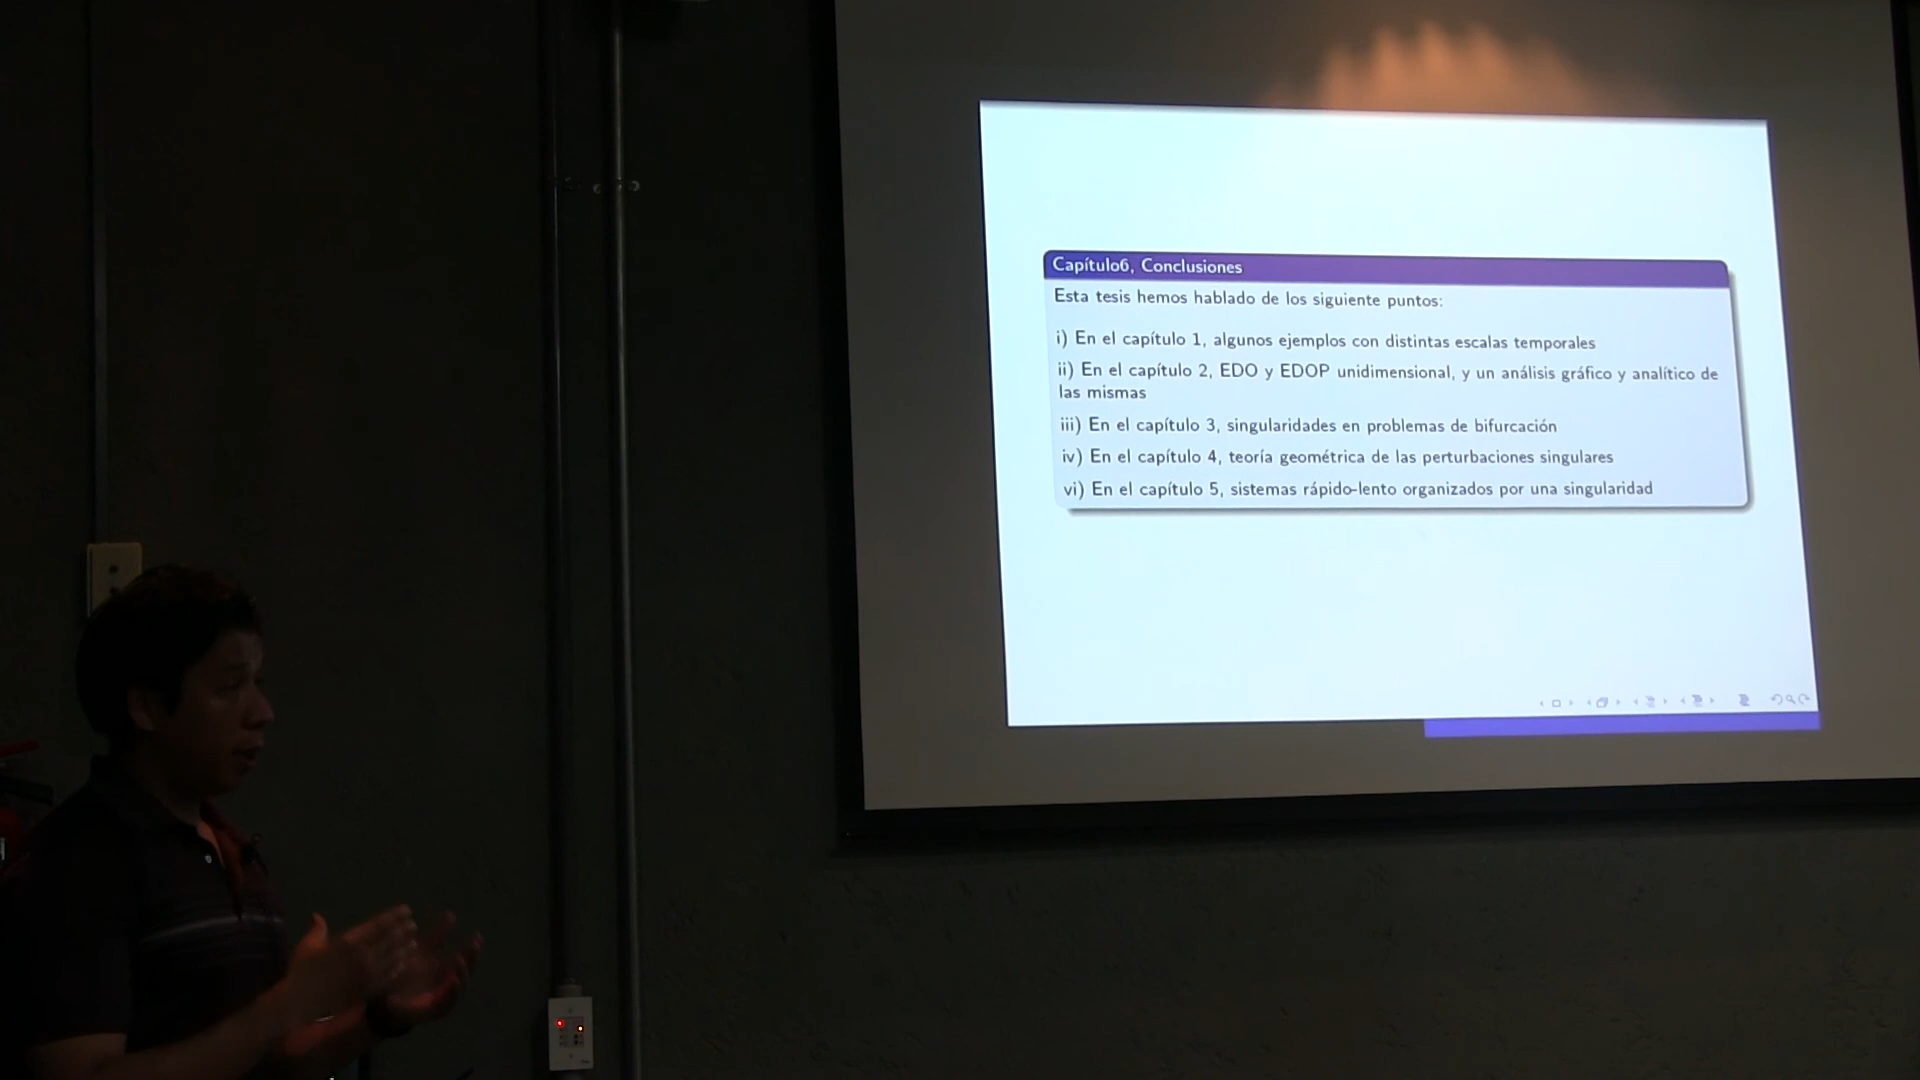 Capítulo6, Conclusiones
Esta tesis hemos hablado de los siguiente puntos:
i) En el capítulo 1, algunos ejemplos con distintas escalas temporales
ii) En el capítulo 2, EDO y EDOP unidimensional, y un análisis gráfico y analítico de
las mismas
iii) En el capítulo 3, singularidades en problemas de bifurcación
iv) En el capítulo 4, teoría geométrica de las perturbaciones singulares
vi) En el capítulo 5, sistemas rápido-lento organizados por una singularidad